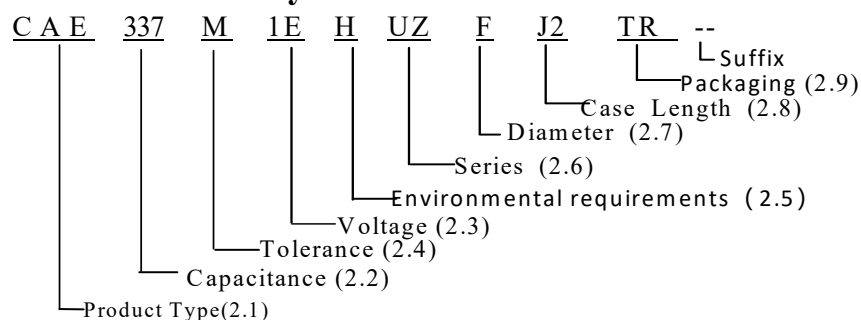 CAE 337 M 1E H UZ F J2 TR --
Suffix
Packaging (2.9)
Case Length (2.8)
Diameter (2.7)
Series (2.6)
Environmental requirements (2.5)
Voltage (2.3)
Tolerance (2.4)
Capacitance (2.2)
Product Type(2.1)